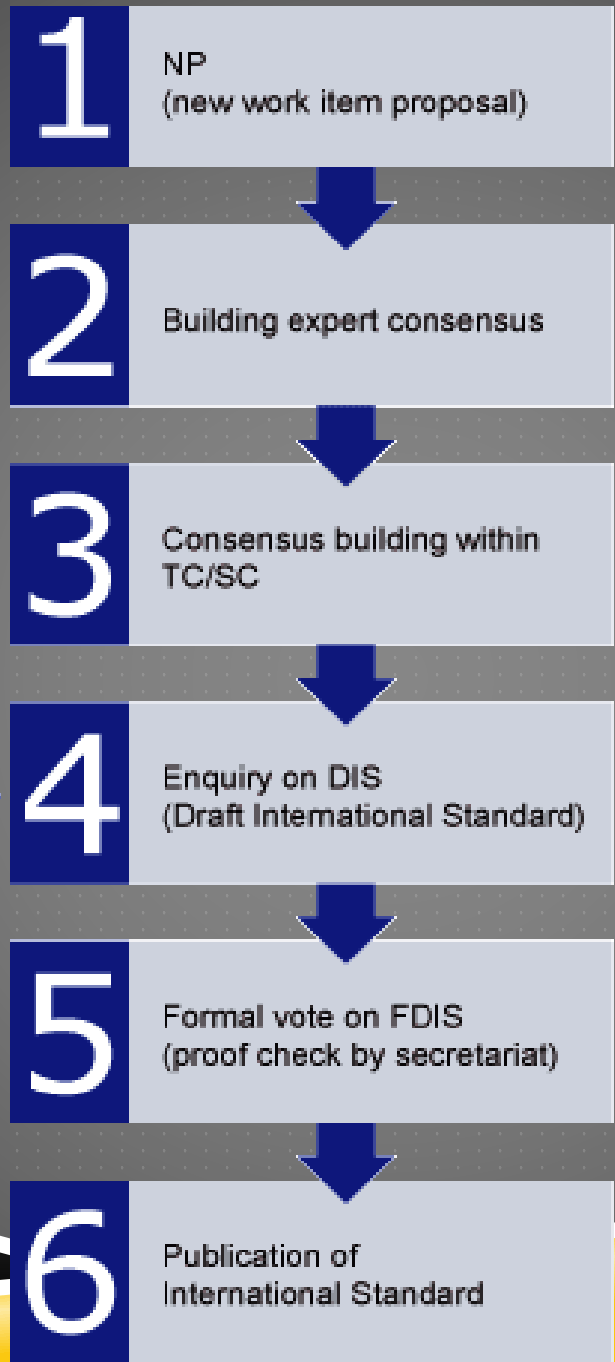 1
NP
(new work item proposal)
2
Building expert consensus
3
Consensus building within
TC/SC
4
Enquiry on DIS
(Draft International Standard)
5
Formal vote on FDIS
(proof check by secretariat)
6
Publication of
International Standard